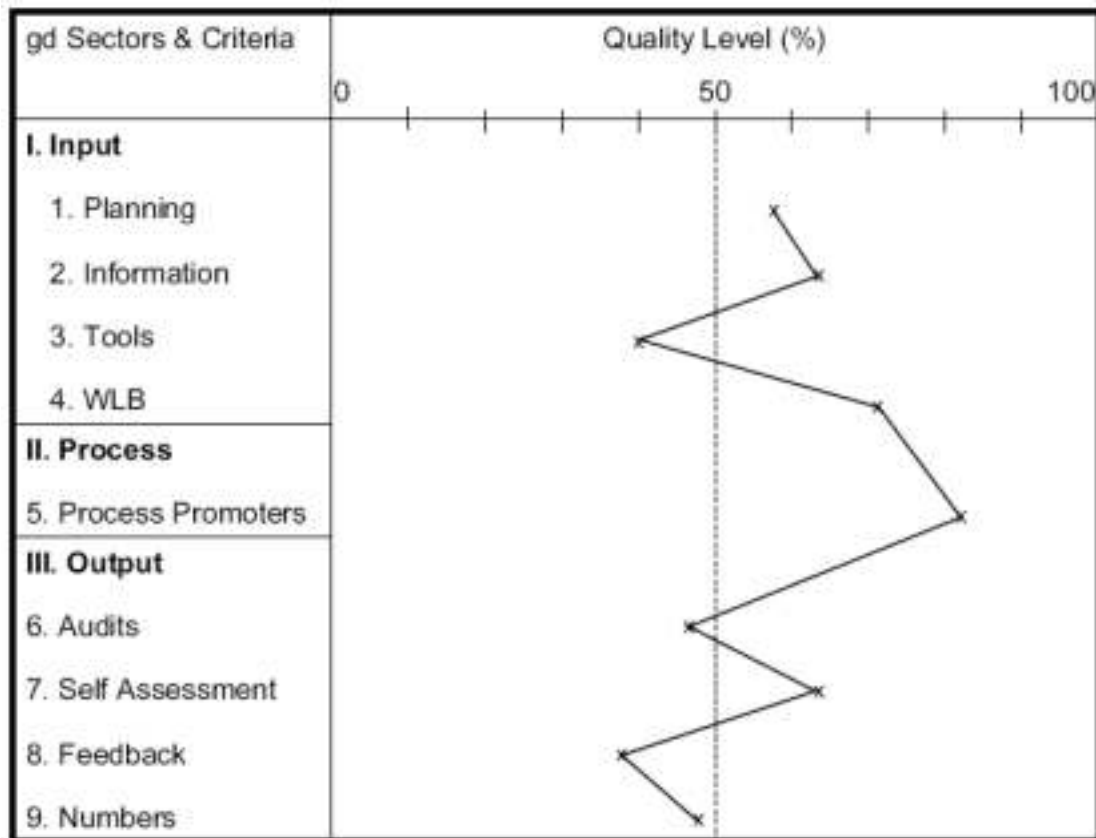 gd Sectors & Criteria
Quality Level (%)
0 50 100
I. Input
1. Planning
2. Information
3. Tools
4. WLB
II. Process
5. Process Promoters
III. Output
6. Audits
7. Self Assessment
8. Feedback
9. Numbers